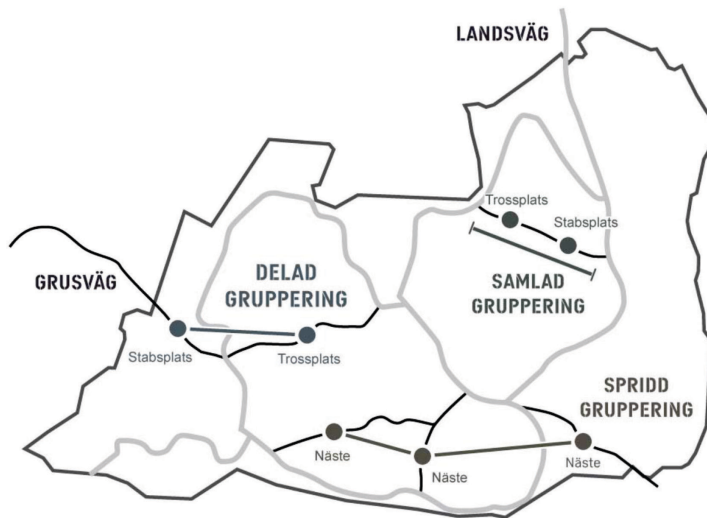 LANDSVÄG
Trossplats
Stabsplats
SAMLAD
GRUPPERING
GRUSVÄG
DELAD
GRUPPERING
Stabsplats
Trossplats
SPRIDD
GRUPPERING
Näste
Näste
Näste